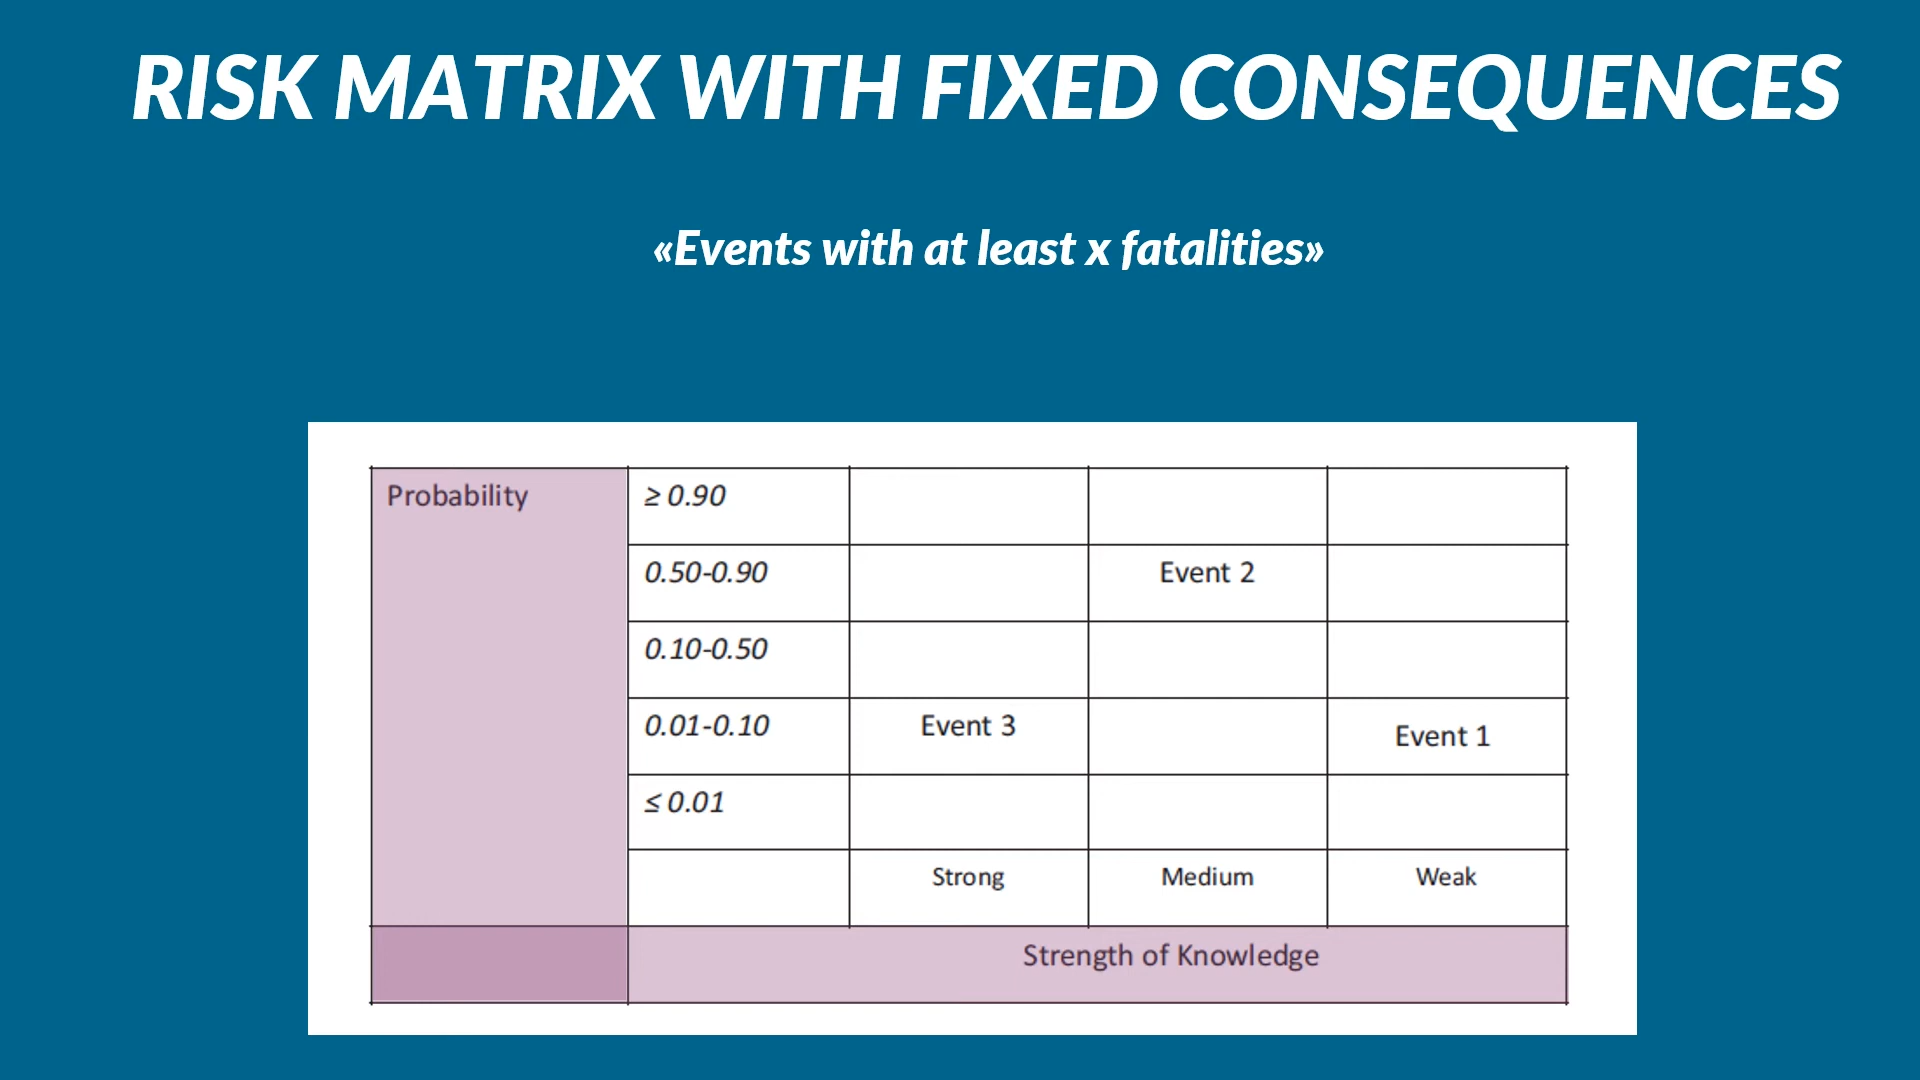 RISK MATRIX WITH FIXED CONSEQUENCES
«Events with at least x fatalities»
Probability ≥ 0.90
0.50-0.90 Event 2
0.10-0.50
0.01-0.10 Event 3 Event 1
≤ 0.01
Strong Medium Weak
Strength of Knowledge